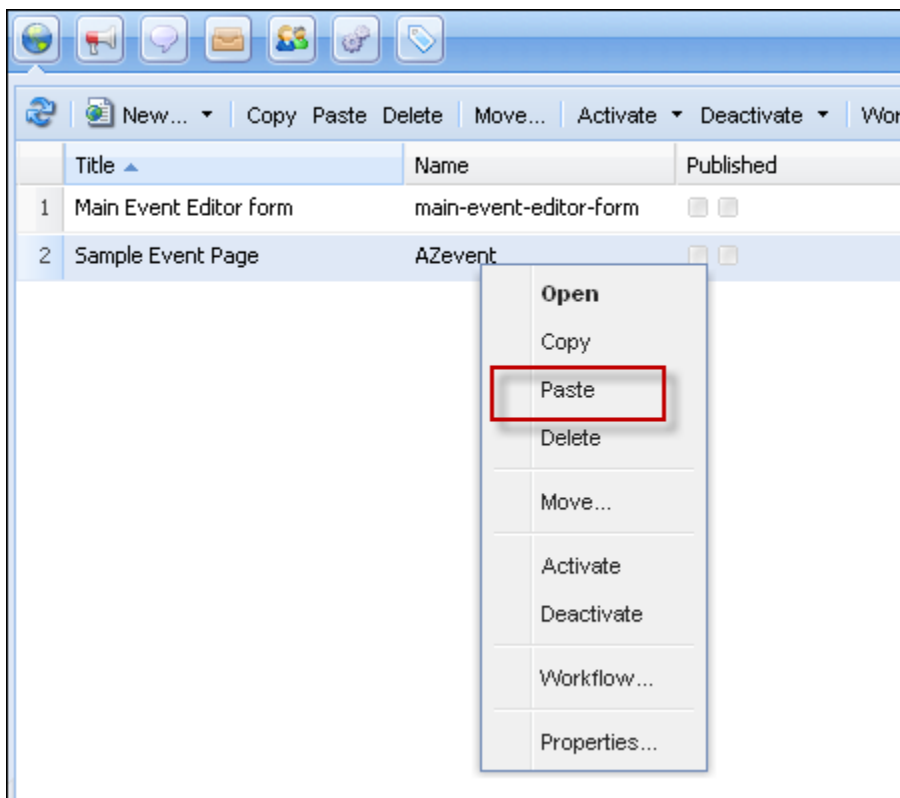 New... Copy Paste Delete Move... Activate Deactivate Wor
Title Name Published
1 Main Event Editor form main-event-editor-form
2 Sample Event Page AZevent
Open
Copy
Paste
Delete
Move...
Activate
Deactivate
Workflow...
Properties...